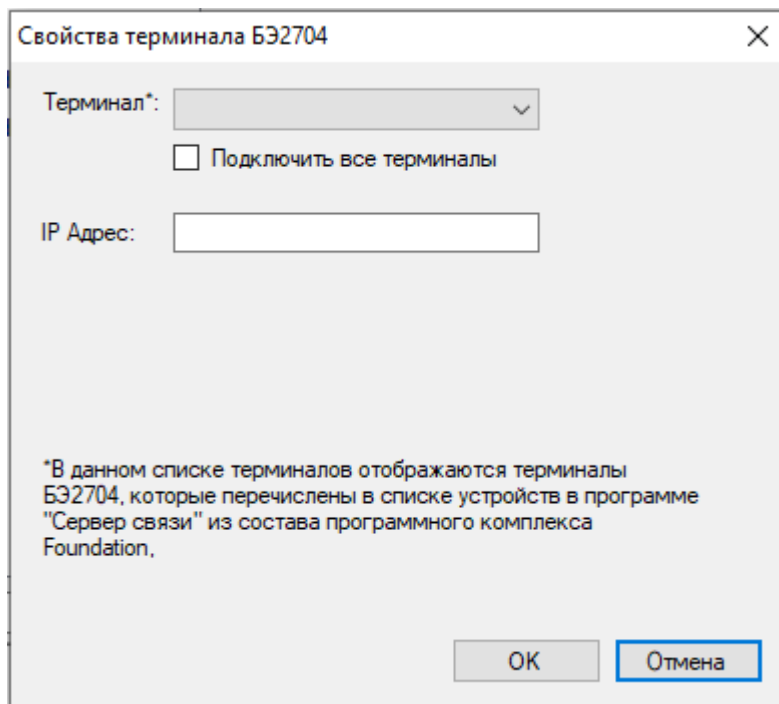 Свойства терминала БЭ2704
Терминал*:
Подключить все терминалы
IP Адрес:
*В данном списке терминалов отображаются терминалы
БЭ2704, которые перечислены в списке устройств в программе
"Сервер связи" из состава программного комплекса
Foundation,
OK
Отмена